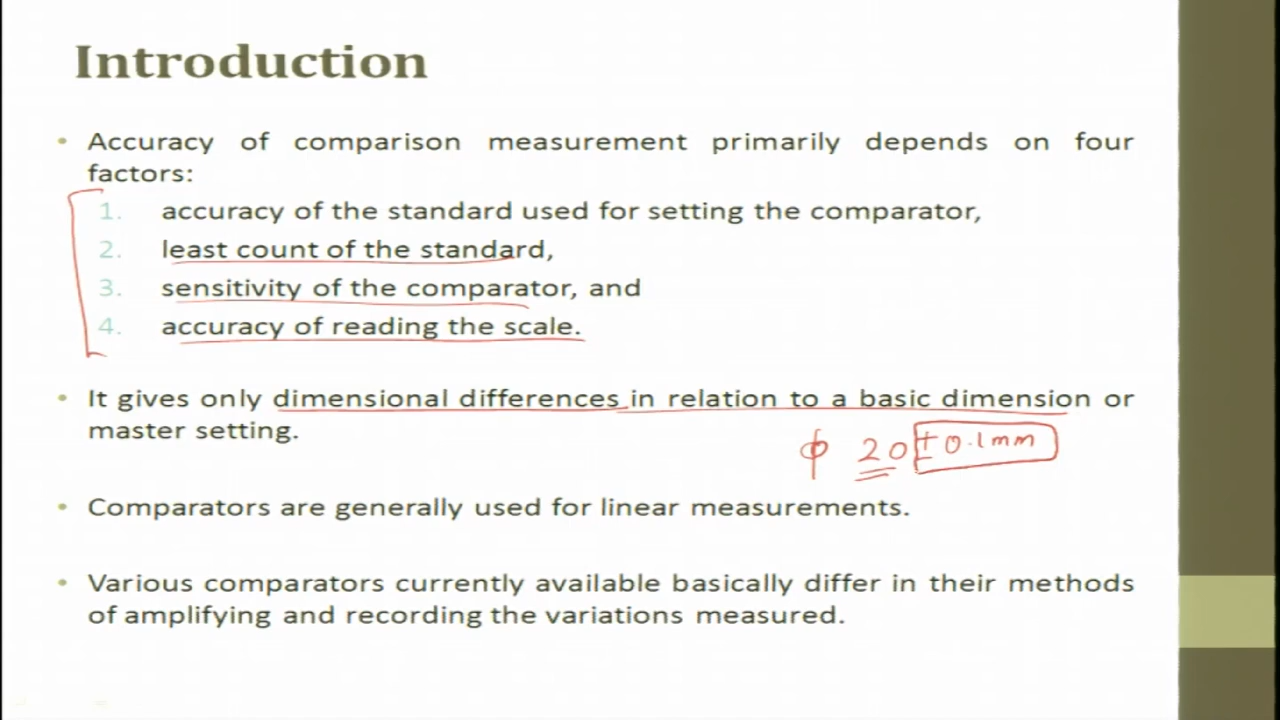 Introduction
• Accuracy of comparison measurement primarily depends on four
factors:
1. accuracy of the standard used for setting the comparator,
2. least count of the standard,
3. sensitivity of the comparator, and
4. accuracy of reading the scale.
• It gives only dimensional differences in relation to a basic dimension or
master setting.
ϕ 20 ± 0.1mm
• Comparators are generally used for linear measurements.
• Various comparators currently available basically differ in their methods
of amplifying and recording the variations measured.